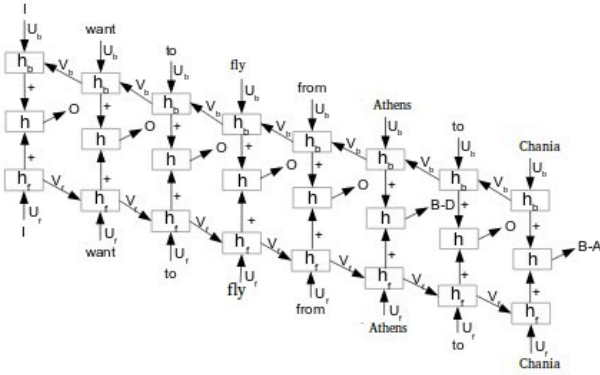 I
U_b
h_b
V_b
+
h
O
+
h_f
V_f
U_f
I
want
U_b
h_b
V_b
+
h
O
+
h_f
V_f
U_f
want
to
U_b
h_b
V_b
+
h
O
+
h_f
V_f
U_f
to
fly
U_b
h_b
V_b
+
h
O
+
h_f
V_f
U_f
fly
from
U_b
h_b
V_b
+
h
O
+
h_f
V_f
U_f
from
Athens
U_b
h_b
V_b
+
h
B-D
+
h_f
V_f
U_f
Athens
to
U_b
h_b
V_b
+
h
O
+
h_f
V_f
U_f
to
Chania
U_b
h_b
+
h
B-A
+
h_f
U_f
Chania